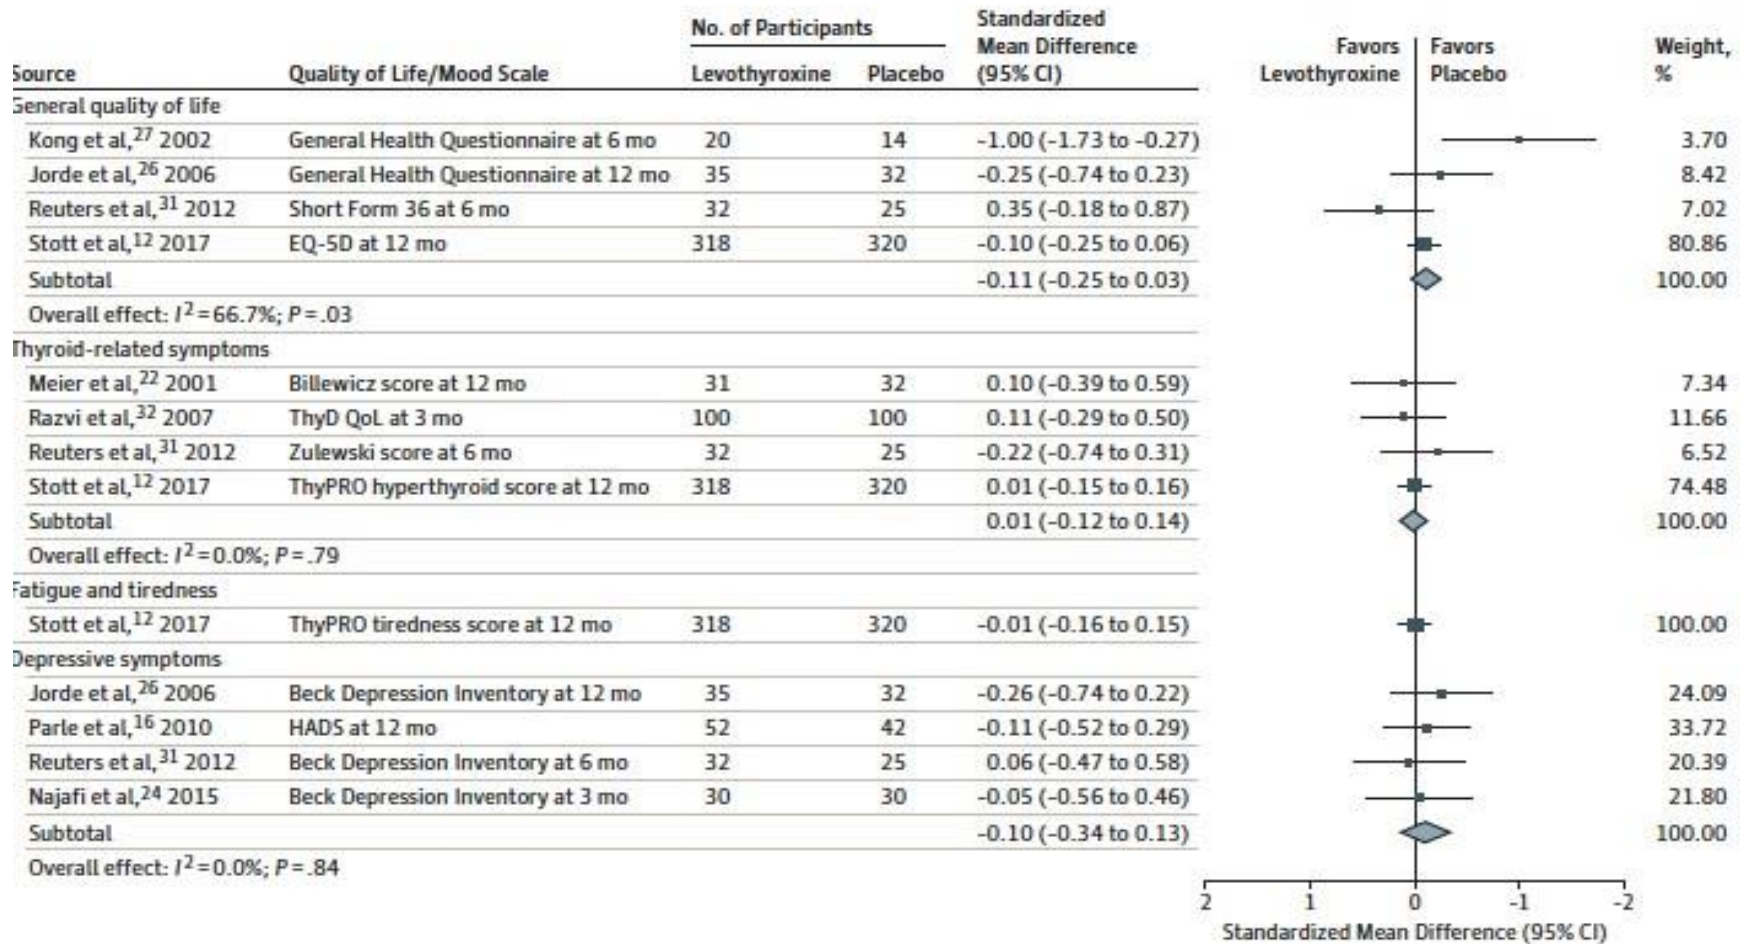 No. of Participants Standardized Mean Difference (95% CI) Favors Levothyroxine Favors Placebo Weight, %
Source Quality of Life/Mood Scale Levothyroxine Placebo
General quality of life
Kong et al,27 2002 General Health Questionnaire at 6 mo 20 14 -1.00 (-1.73 to -0.27) 3.70
Jorde et al,26 2006 General Health Questionnaire at 12 mo 35 32 -0.25 (-0.74 to 0.23) 8.42
Reuters et al,31 2012 Short Form 36 at 6 mo 32 25 0.35 (-0.18 to 0.87) 7.02
Stott et al,12 2017 EQ-5D at 12 mo 318 320 -0.10 (-0.25 to 0.06) 80.86
Subtotal -0.11 (-0.25 to 0.03) 100.00
Overall effect: I2=66.7%; P=.03
Thyroid-related symptoms
Meier et al,22 2001 Billewicz score at 12 mo 31 32 0.10 (-0.39 to 0.59) 7.34
Razvi et al,32 2007 ThyD QoL at 3 mo 100 100 0.11 (-0.29 to 0.50) 11.66
Reuters et al,31 2012 Zulewski score at 6 mo 32 25 -0.22 (-0.74 to 0.31) 6.52
Stott et al,12 2017 ThyPRO hyperthyroid score at 12 mo 318 320 0.01 (-0.15 to 0.16) 74.48
Subtotal 0.01 (-0.12 to 0.14) 100.00
Overall effect: I2=0.0%; P=.79
Fatigue and tiredness
Stott et al,12 2017 ThyPRO tiredness score at 12 mo 318 320 -0.01 (-0.16 to 0.15) 100.00
Depressive symptoms
Jorde et al,26 2006 Beck Depression Inventory at 12 mo 35 32 -0.26 (-0.74 to 0.22) 24.09
Parle et al,16 2010 HADS at 12 mo 52 42 -0.11 (-0.52 to 0.29) 33.72
Reuters et al,31 2012 Beck Depression Inventory at 6 mo 32 25 0.06 (-0.47 to 0.58) 20.39
Najafi et al,24 2015 Beck Depression Inventory at 3 mo 30 30 -0.05 (-0.56 to 0.46) 21.80
Subtotal -0.10 (-0.34 to 0.13) 100.00
Overall effect: I2=0.0%; P=.84
2 1 0 -1 -2
Standardized Mean Difference (95% CI)